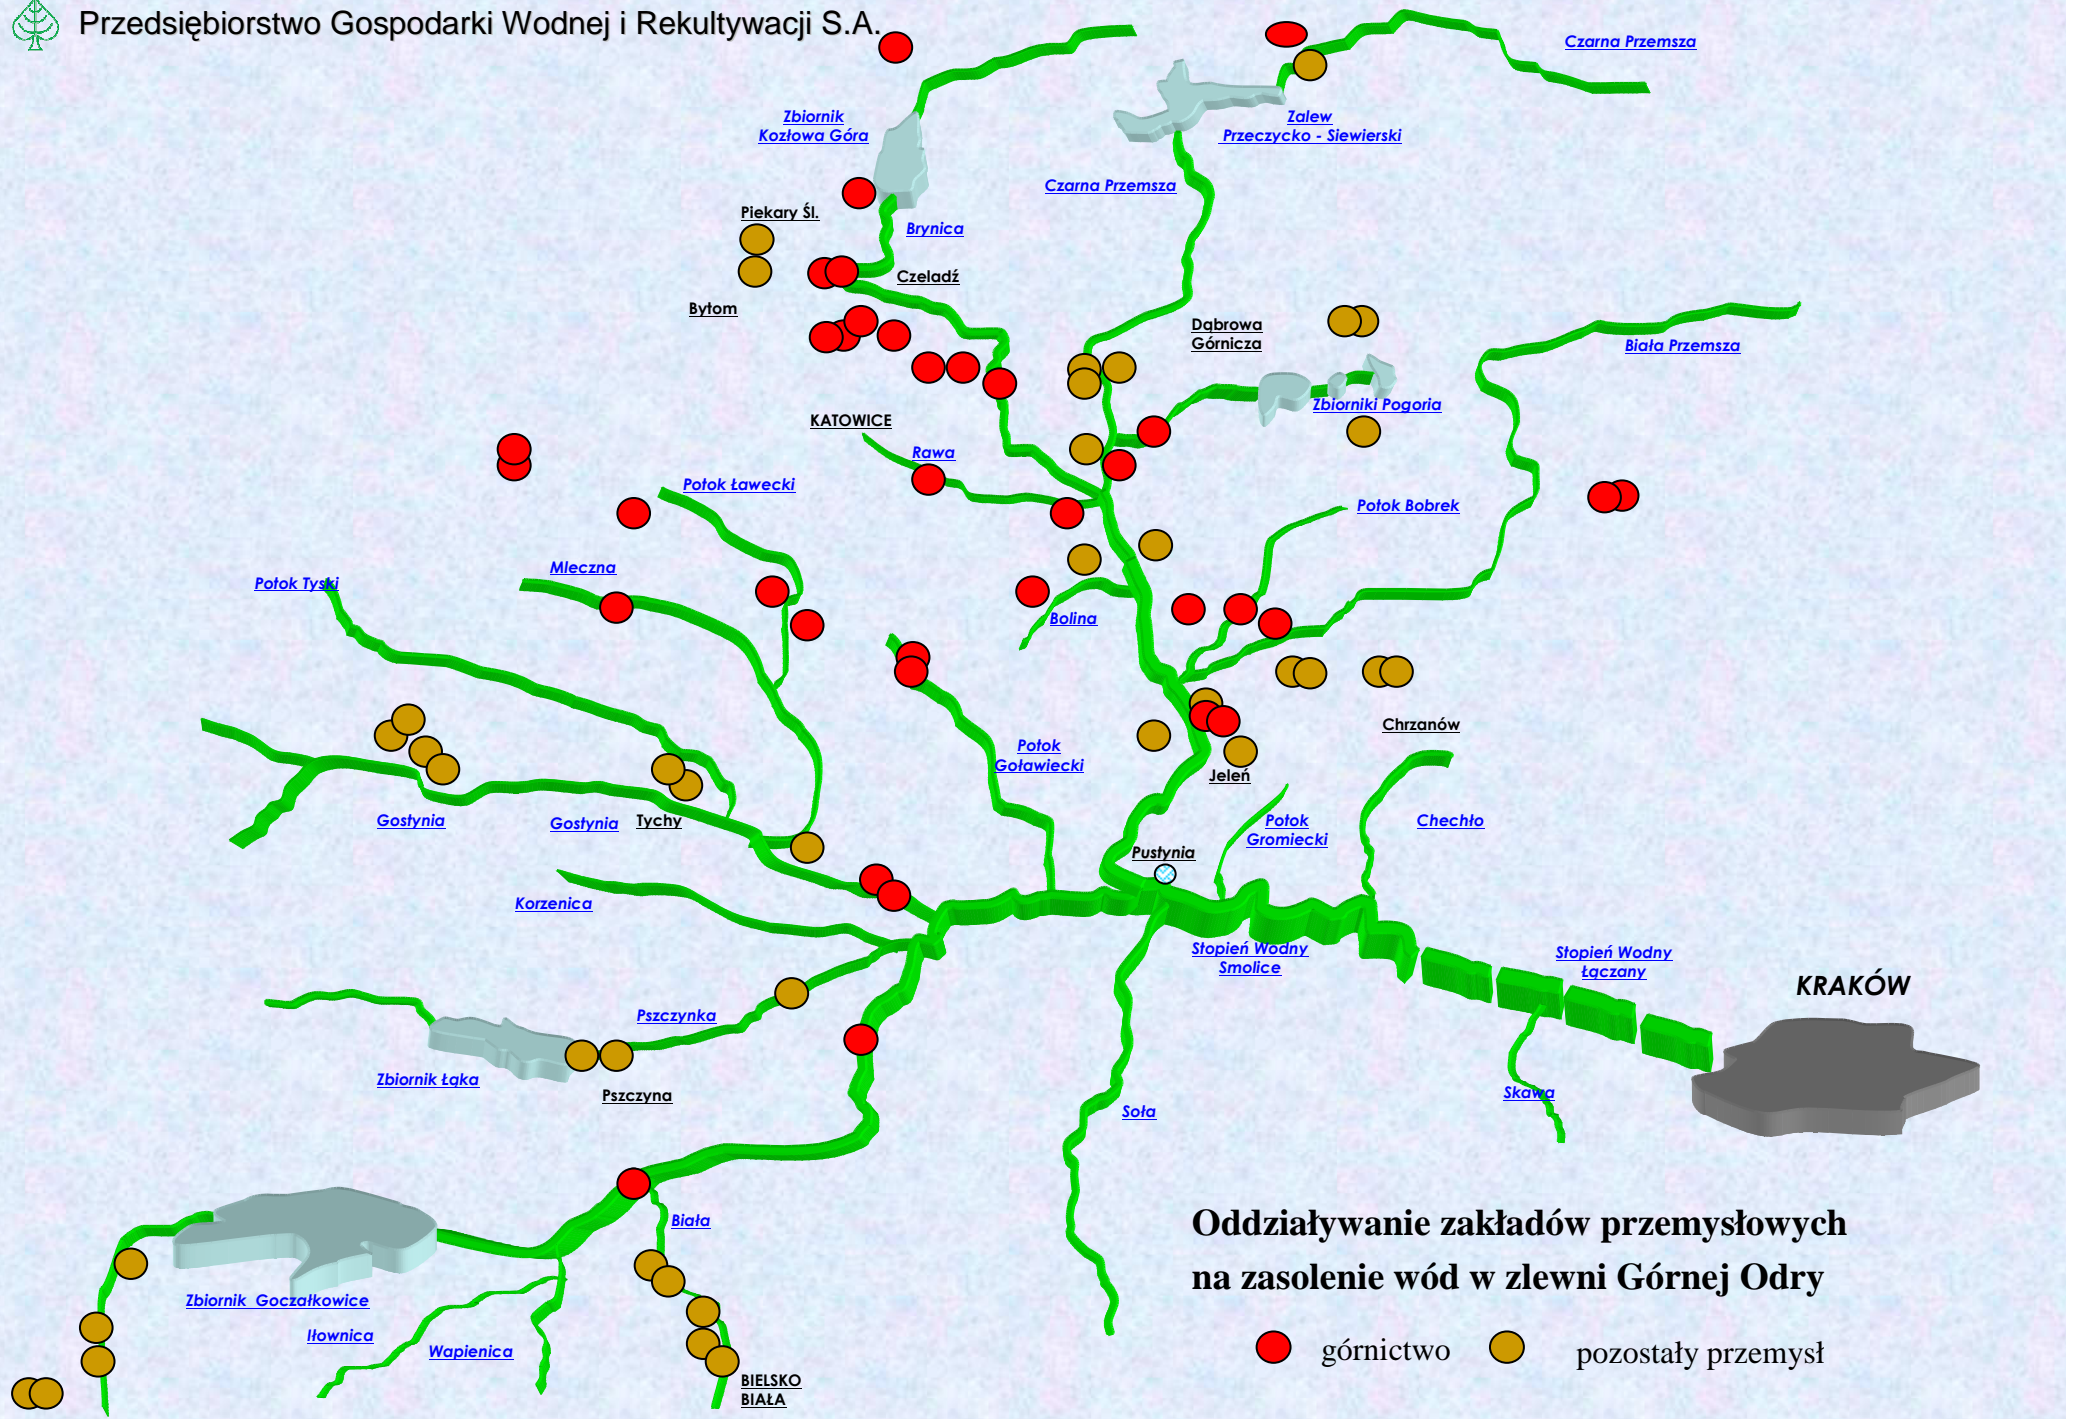 Przedsiębiorstwo Gospodarki Wodnej i Rekultywacji S.A.
Czarna Przemsza
Zbiornik
Kozłowa Góra
Zalew
Przeczycko - Siewierski
Czarna Przemsza
Piekary Śl.
Brynica
Czeladź
Bytom
Dąbrowa
Górnicza
Biała Przemsza
Zbiorniki Pogoria
KATOWICE
Rawa
Potok Ławecki
Potok Bobrek
Mleczna
Potok Tyski
Bolina
Chrzanów
Potok
Goławiecki
Jeleń
Gostynia
Gostynia
Tychy
Potok
Gromiecki
Chechło
Pustynia
Korzenica
Stopień Wodny
Smolice
Stopień Wodny
Łączany
KRAKÓW
Pszczynka
Zbiornik Łąka
Pszczyna
Skawa
Soła
Biała
Zbiornik Goczałkowice
Iłownica
Wapienica
BIELSKO
BIAŁA
Oddziaływanie zakładów przemysłowych
na zasolenie wód w zlewni Górnej Odry
górnictwo
pozostały przemysł